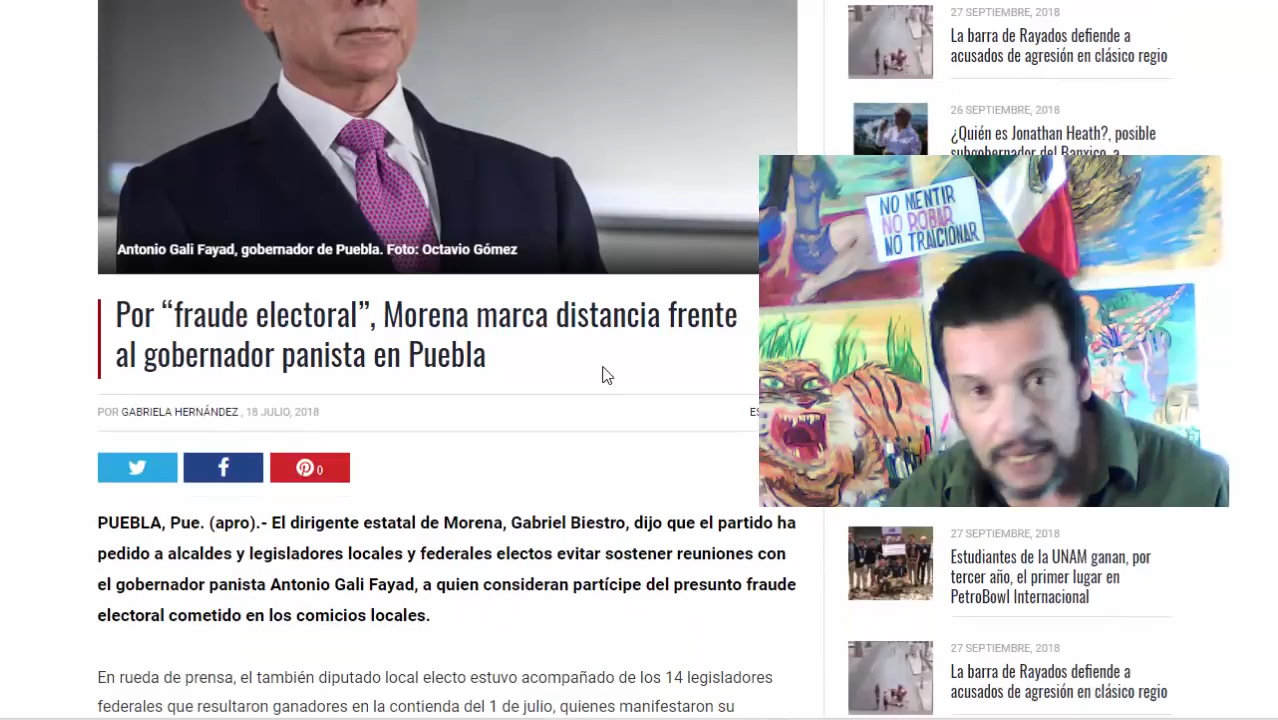 Antonio Gali Fayad, gobernador de Puebla. Foto: Octavio Gómez
Por “fraude electoral”, Morena marca distancia frente
al gobernador panista en Puebla
POR GABRIELA HERNÁNDEZ , 18 JULIO, 2018
ES
0
PUEBLA, Pue. (apro).- El dirigente estatal de Morena, Gabriel Biestro, dijo que el partido ha
pedido a alcaldes y legisladores locales y federales electos evitar sostener reuniones con
el gobernador panista Antonio Gali Fayad, a quien consideran partícipe del presunto fraude
electoral cometido en los comicios locales.
En rueda de prensa, el también diputado local electo estuvo acompañado de los 14 legisladores
federales que resultaron ganadores en la contienda del 1 de julio, quienes manifestaron su
27 SEPTIEMBRE, 2018
La barra de Rayados defiende a
acusados de agresión en clásico regio
26 SEPTIEMBRE, 2018
¿Quién es Jonathan Heath?, posible
subgobernador del Banxico, a
NO MENTIR
NO ROBAR
NO TRAICIONAR
27 SEPTIEMBRE, 2018
Estudiantes de la UNAM ganan, por
tercer año, el primer lugar en
PetroBowl Internacional
27 SEPTIEMBRE, 2018
La barra de Rayados defiende a
acusados de agresión en clásico regio